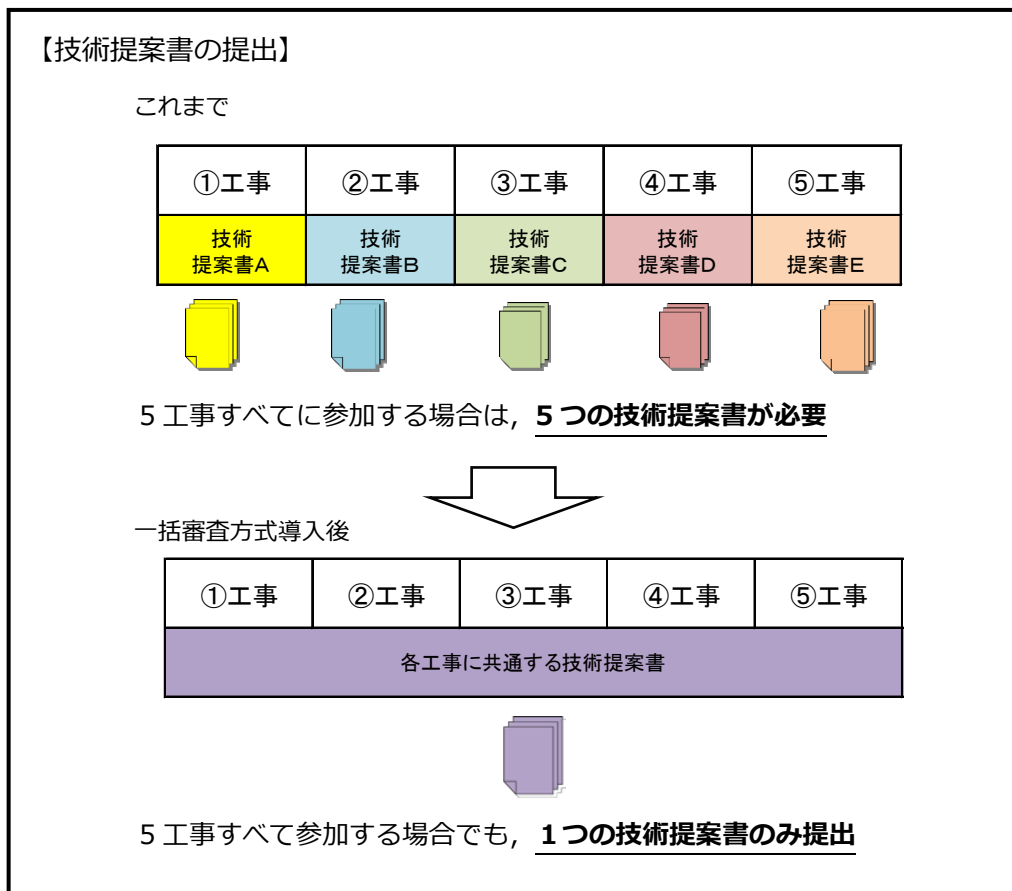 【技術提案書の提出】
これまで
①工事 ②工事 ③工事 ④工事 ⑤工事
技術 技術 技術 技術 技術
提案書A 提案書B 提案書C 提案書D 提案書E
5工事すべてに参加する場合は，5つの技術提案書が必要
一括審査方式導入後
①工事 ②工事 ③工事 ④工事 ⑤工事
各工事に共通する技術提案書
5工事すべて参加する場合でも，1つの技術提案書のみ提出